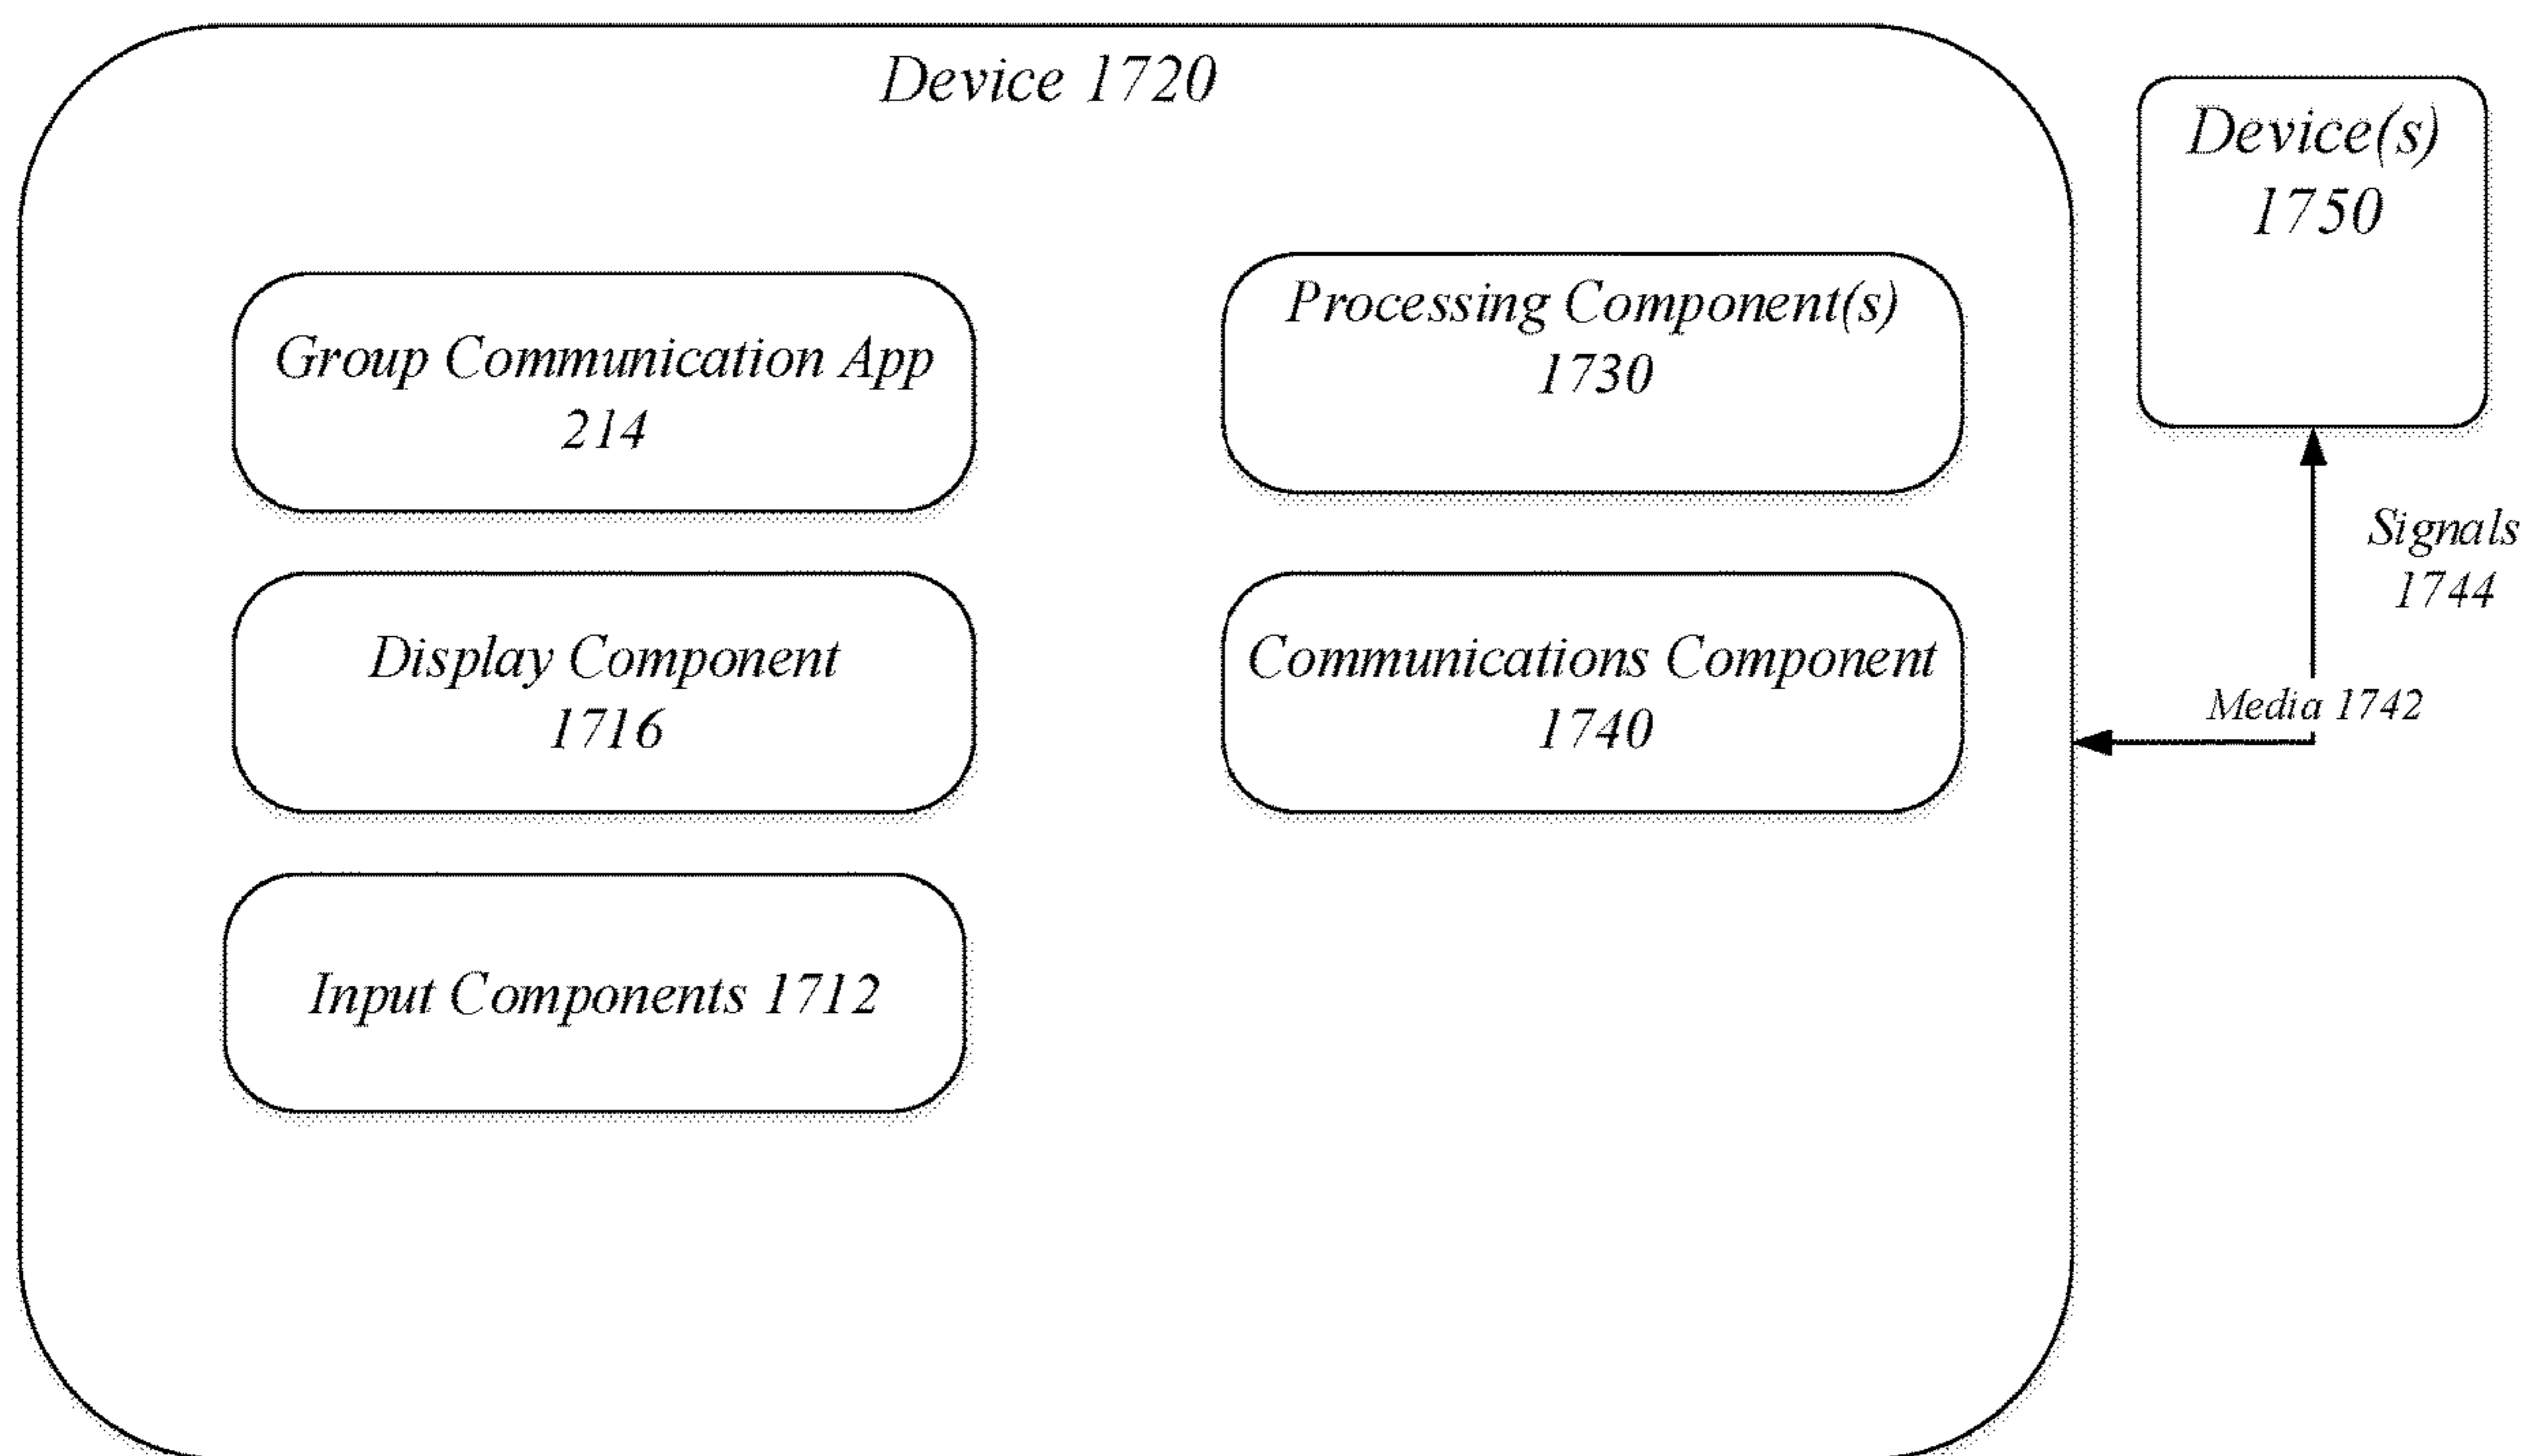 Device 1720
Device(s)
1750
Group Communication App
214
Processing Component(s)
1730
Signals
1744
Display Component
1716
Communications Component
1740
Media 1742
Input Components 1712